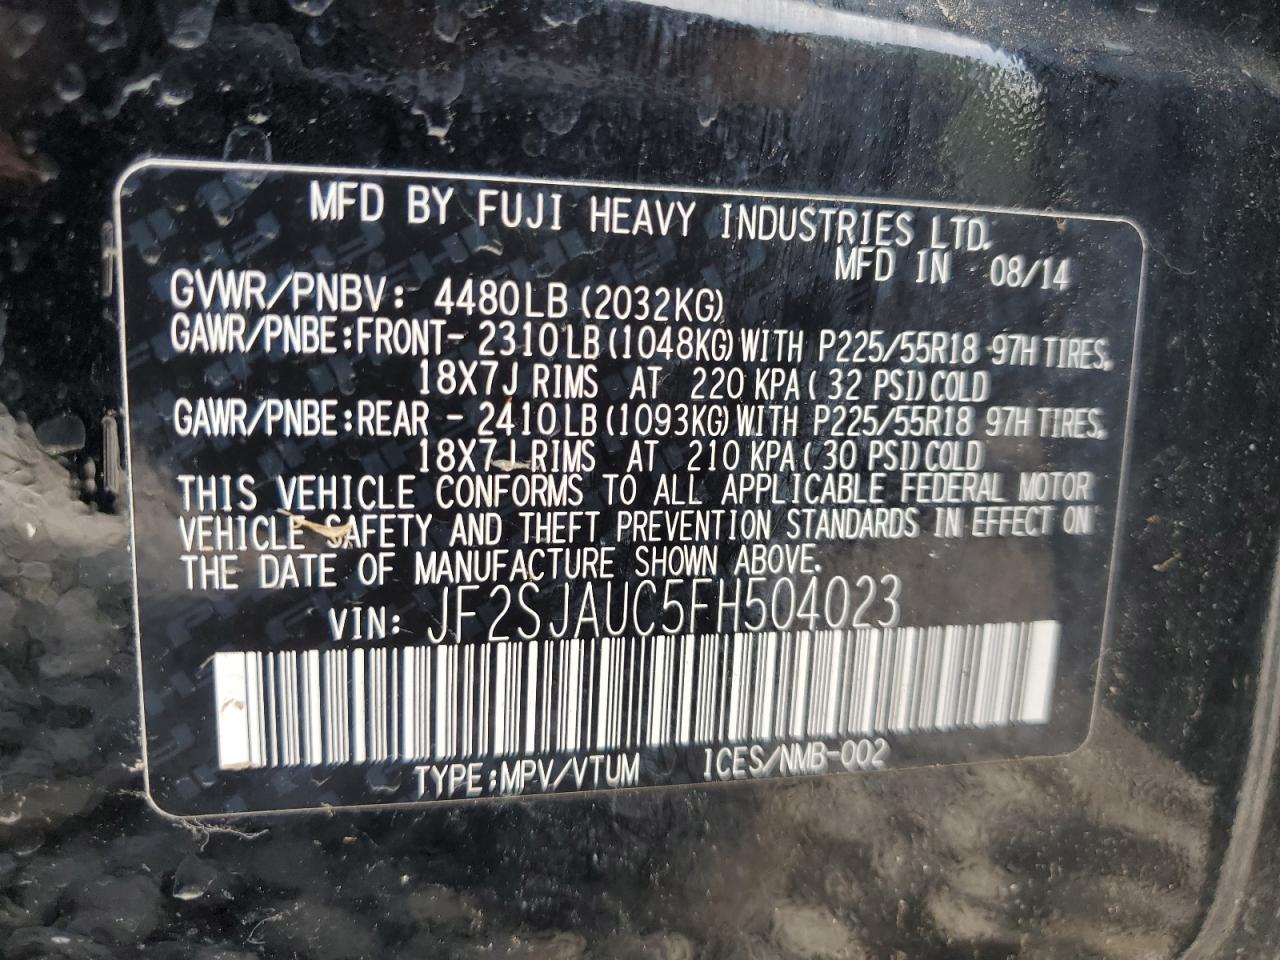 MFD BY FUJI HEAVY INDUSTRIES LTD.
MFD IN 08/14
GVWR/PNBV: 4480LB (2032KG)
GAWR/PNBE:FRONT- 2310LB (1048KG) WITH P225/55R18 97H TIRES,
18X7J RIMS AT 220 KPA (32 PSI) COLD
GAWR/PNBE:REAR - 2410LB (1093KG) WITH P225/55R18 97H TIRES,
18X7J RIMS AT 210 KPA (30 PSI) COLD
THIS VEHICLE CONFORMS TO ALL APPLICABLE FEDERAL MOTOR
VEHICLE SAFETY AND THEFT PREVENTION STANDARDS IN EFFECT ON
THE DATE OF MANUFACTURE SHOWN ABOVE.
VIN: JF2SJAUC5FH504023
TYPE:MPV/VTUM ICES/NMB-002